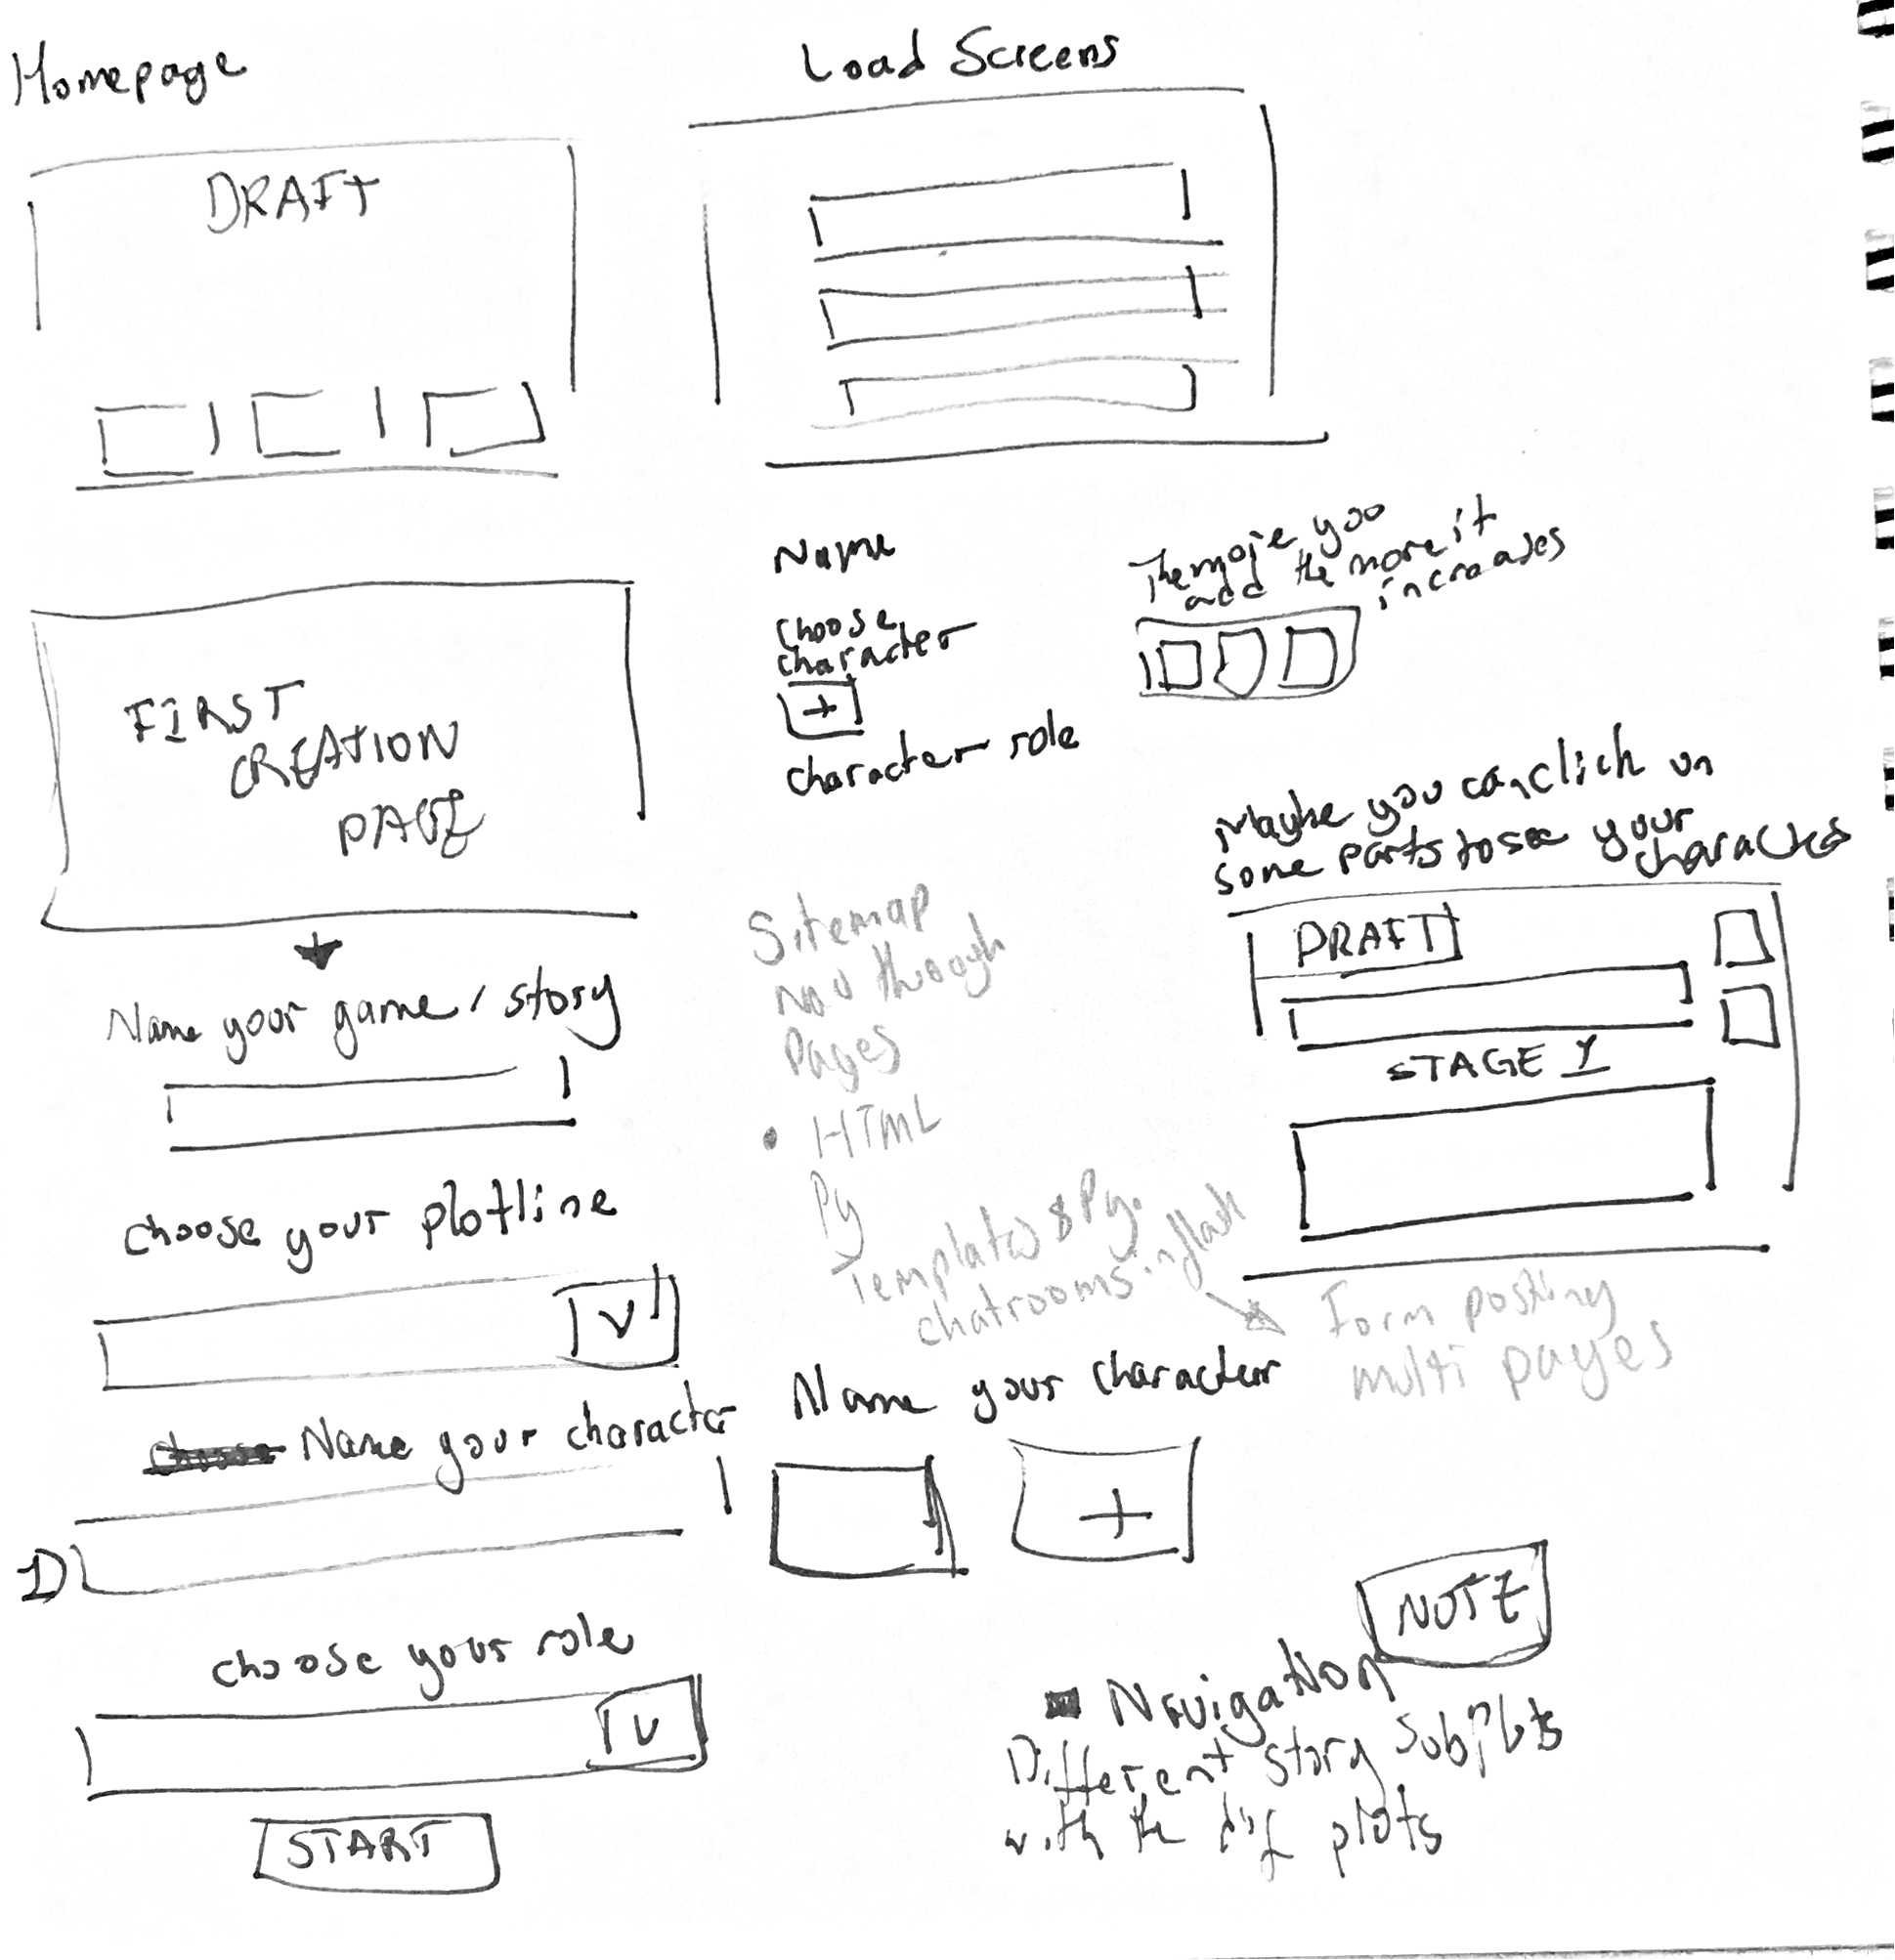 Homepage
DRAFT
Load Screens
FIRST
CREATION
PAGE
Name your game/story
choose your plotline
V
Name your character
1)
choose your role
V
START
Name
choose
character
+
character role
The more you
add the more it
increases
Maybe you can click on
some parts to see your
characters
DRAFT
STAGE 1
Sitemap
through
Pages
• HTML
Py
Templates & Py.
chatrooms in flask
Form posting
multi pages
Name your character
+
NOTE
Navigation
Different story subplots
with the dif plots